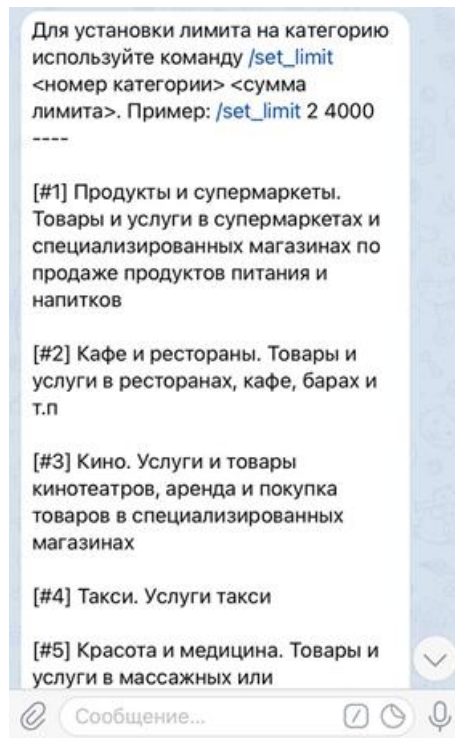 Для установки лимита на категорию
используйте команду /set_limit
<номер категории> <сумма
лимита>. Пример: /set_limit 2 4000
----
[#1] Продукты и супермаркеты.
Товары и услуги в супермаркетах и
специализированных магазинах по
продаже продуктов питания и
напитков
[#2] Кафе и рестораны. Товары и
услуги в ресторанах, кафе, барах и
т.п
[#3] Кино. Услуги и товары
кинотеатров, аренда и покупка
товаров в специализированных
магазинах
[#4] Такси. Услуги такси
[#5] Красота и медицина. Товары и
услуги в массажных или
Сообщение...